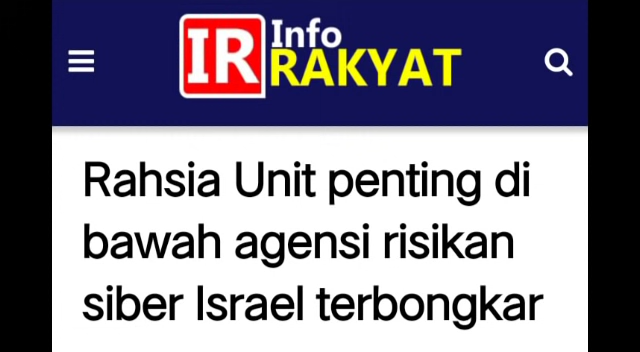 IR Info
RAKYAT
Rahsia Unit penting di
bawah agensi risikan
siber Israel terbongkar